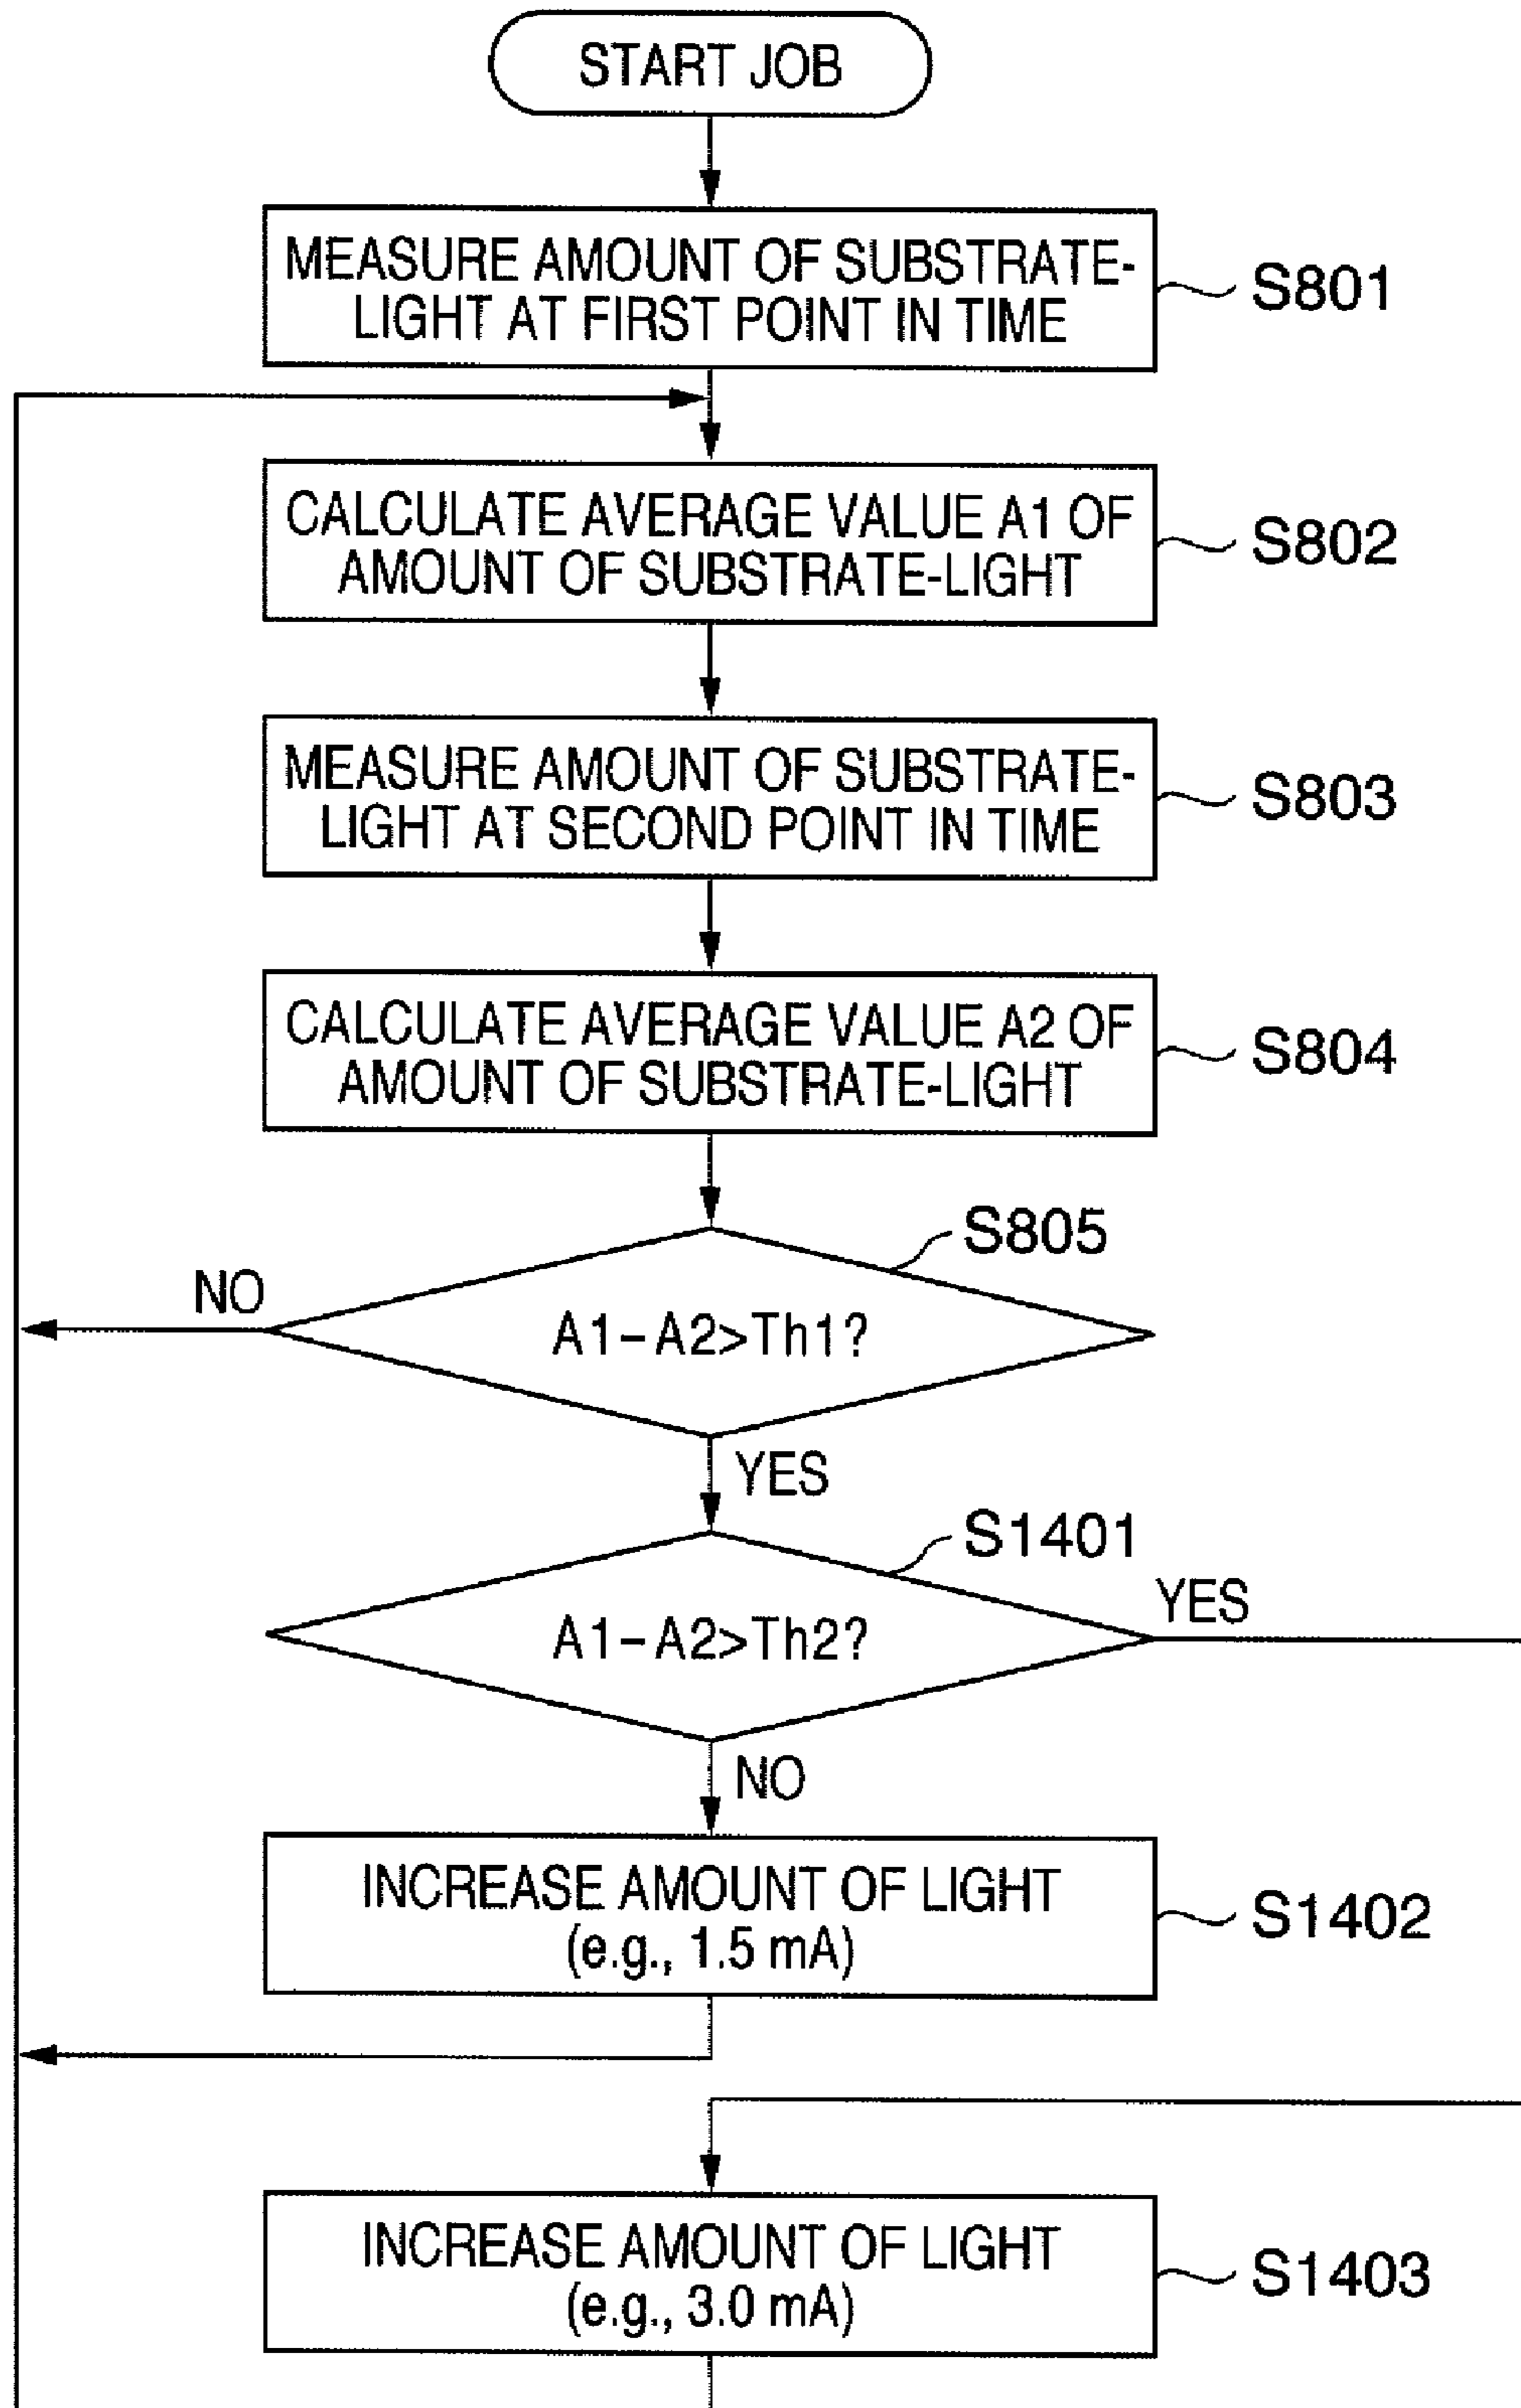 START JOB
MEASURE AMOUNT OF SUBSTRATE-
LIGHT AT FIRST POINT IN TIME
S801
CALCULATE AVERAGE VALUE A1 OF
AMOUNT OF SUBSTRATE-LIGHT
S802
MEASURE AMOUNT OF SUBSTRATE-
LIGHT AT SECOND POINT IN TIME
S803
CALCULATE AVERAGE VALUE A2 OF
AMOUNT OF SUBSTRATE-LIGHT
S804
S805
NO
A1-A2>Th1?
YES
S1401
YES
A1-A2>Th2?
NO
INCREASE AMOUNT OF LIGHT
(e.g., 1.5 mA)
S1402
INCREASE AMOUNT OF LIGHT
(e.g., 3.0 mA)
S1403